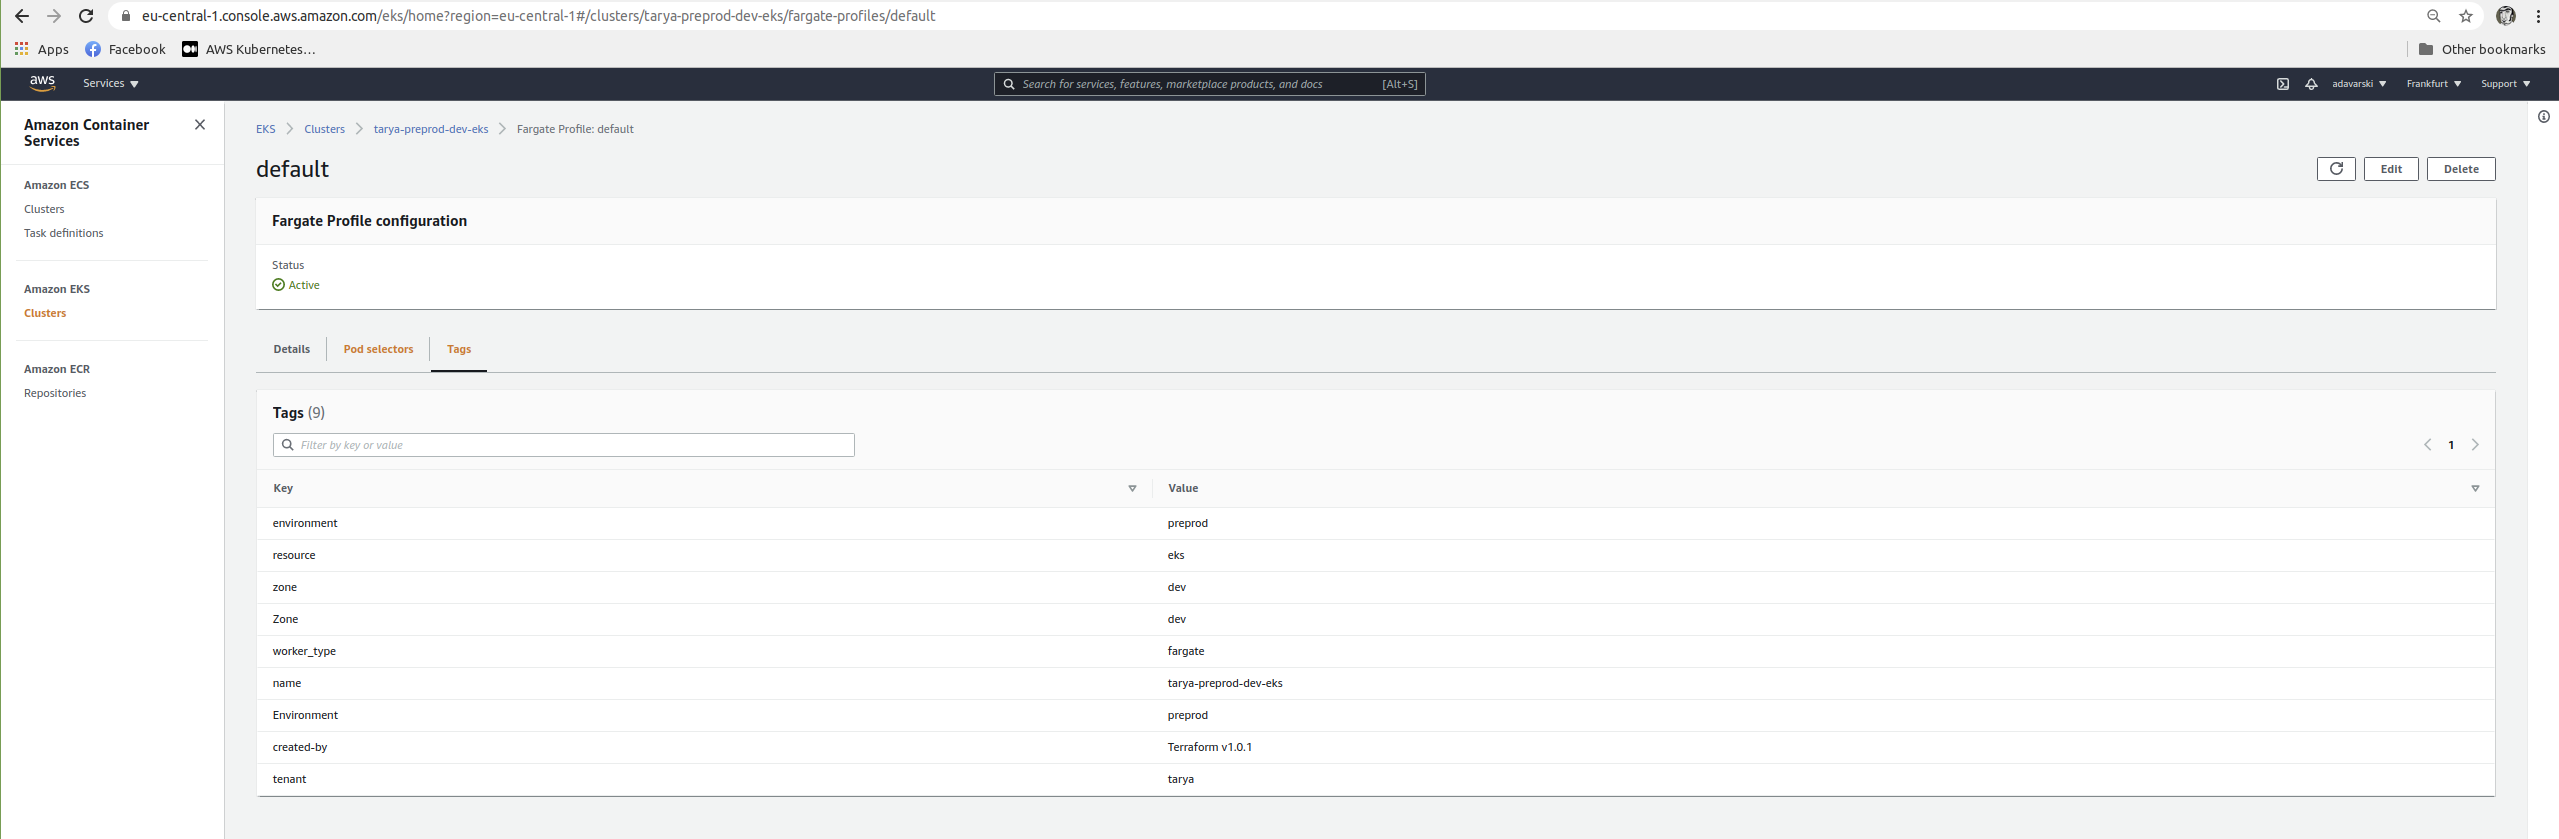 eu-central-1.console.aws.amazon.com/eks/home?region=eu-central-1#/clusters/tarya-preprod-dev-eks/fargate-profiles/default
Apps Facebook AWS Kubernetes... Other bookmarks
aws Services Search for services, features, marketplace products, and docs [Alt+S] adavarski Frankfurt Support
Amazon Container Services
Amazon ECS
Clusters
Task definitions
Amazon EKS
Clusters
Amazon ECR
Repositories
EKS Clusters tarya-preprod-dev-eks Fargate Profile: default
default Edit Delete
Fargate Profile configuration
Status
Active
Details Pod selectors Tags
Tags (9)
Filter by key or value 1
Key Value
environment preprod
resource eks
zone dev
Zone dev
worker_type fargate
name tarya-preprod-dev-eks
Environment preprod
created-by Terraform v1.0.1
tenant tarya